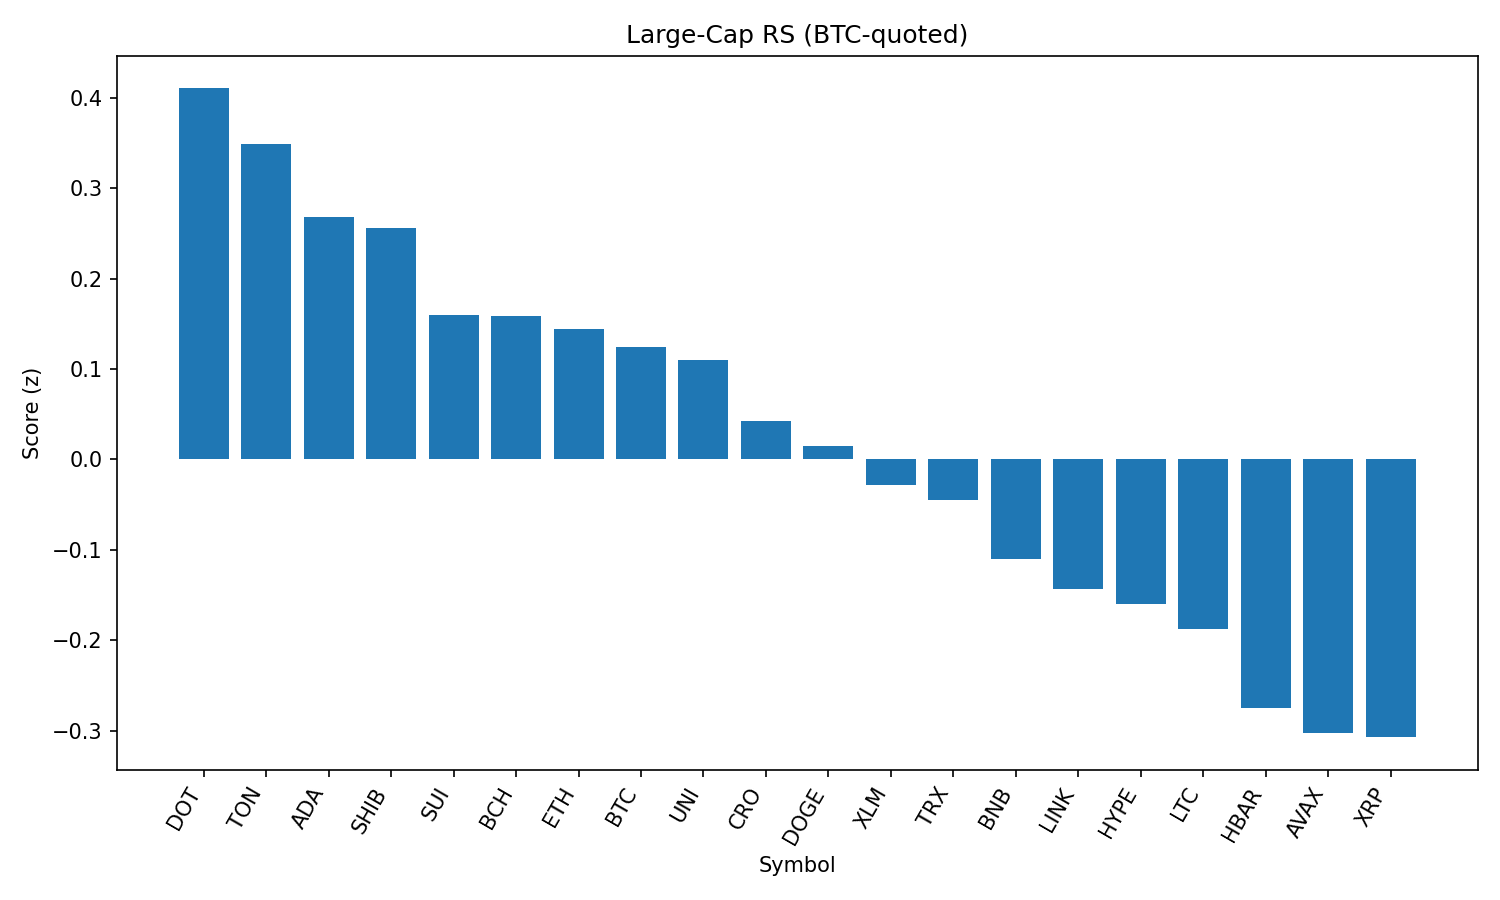 Large-Cap RS (BTC-quoted)
Score (z)
0.4
0.3
0.2
0.1
0.0
−0.1
−0.2
−0.3
DOT
TON
ADA
SHIB
SUI
BCH
ETH
BTC
UNI
CRO
DOGE
XLM
TRX
BNB
LINK
HYPE
LTC
HBAR
AVAX
XRP
Symbol